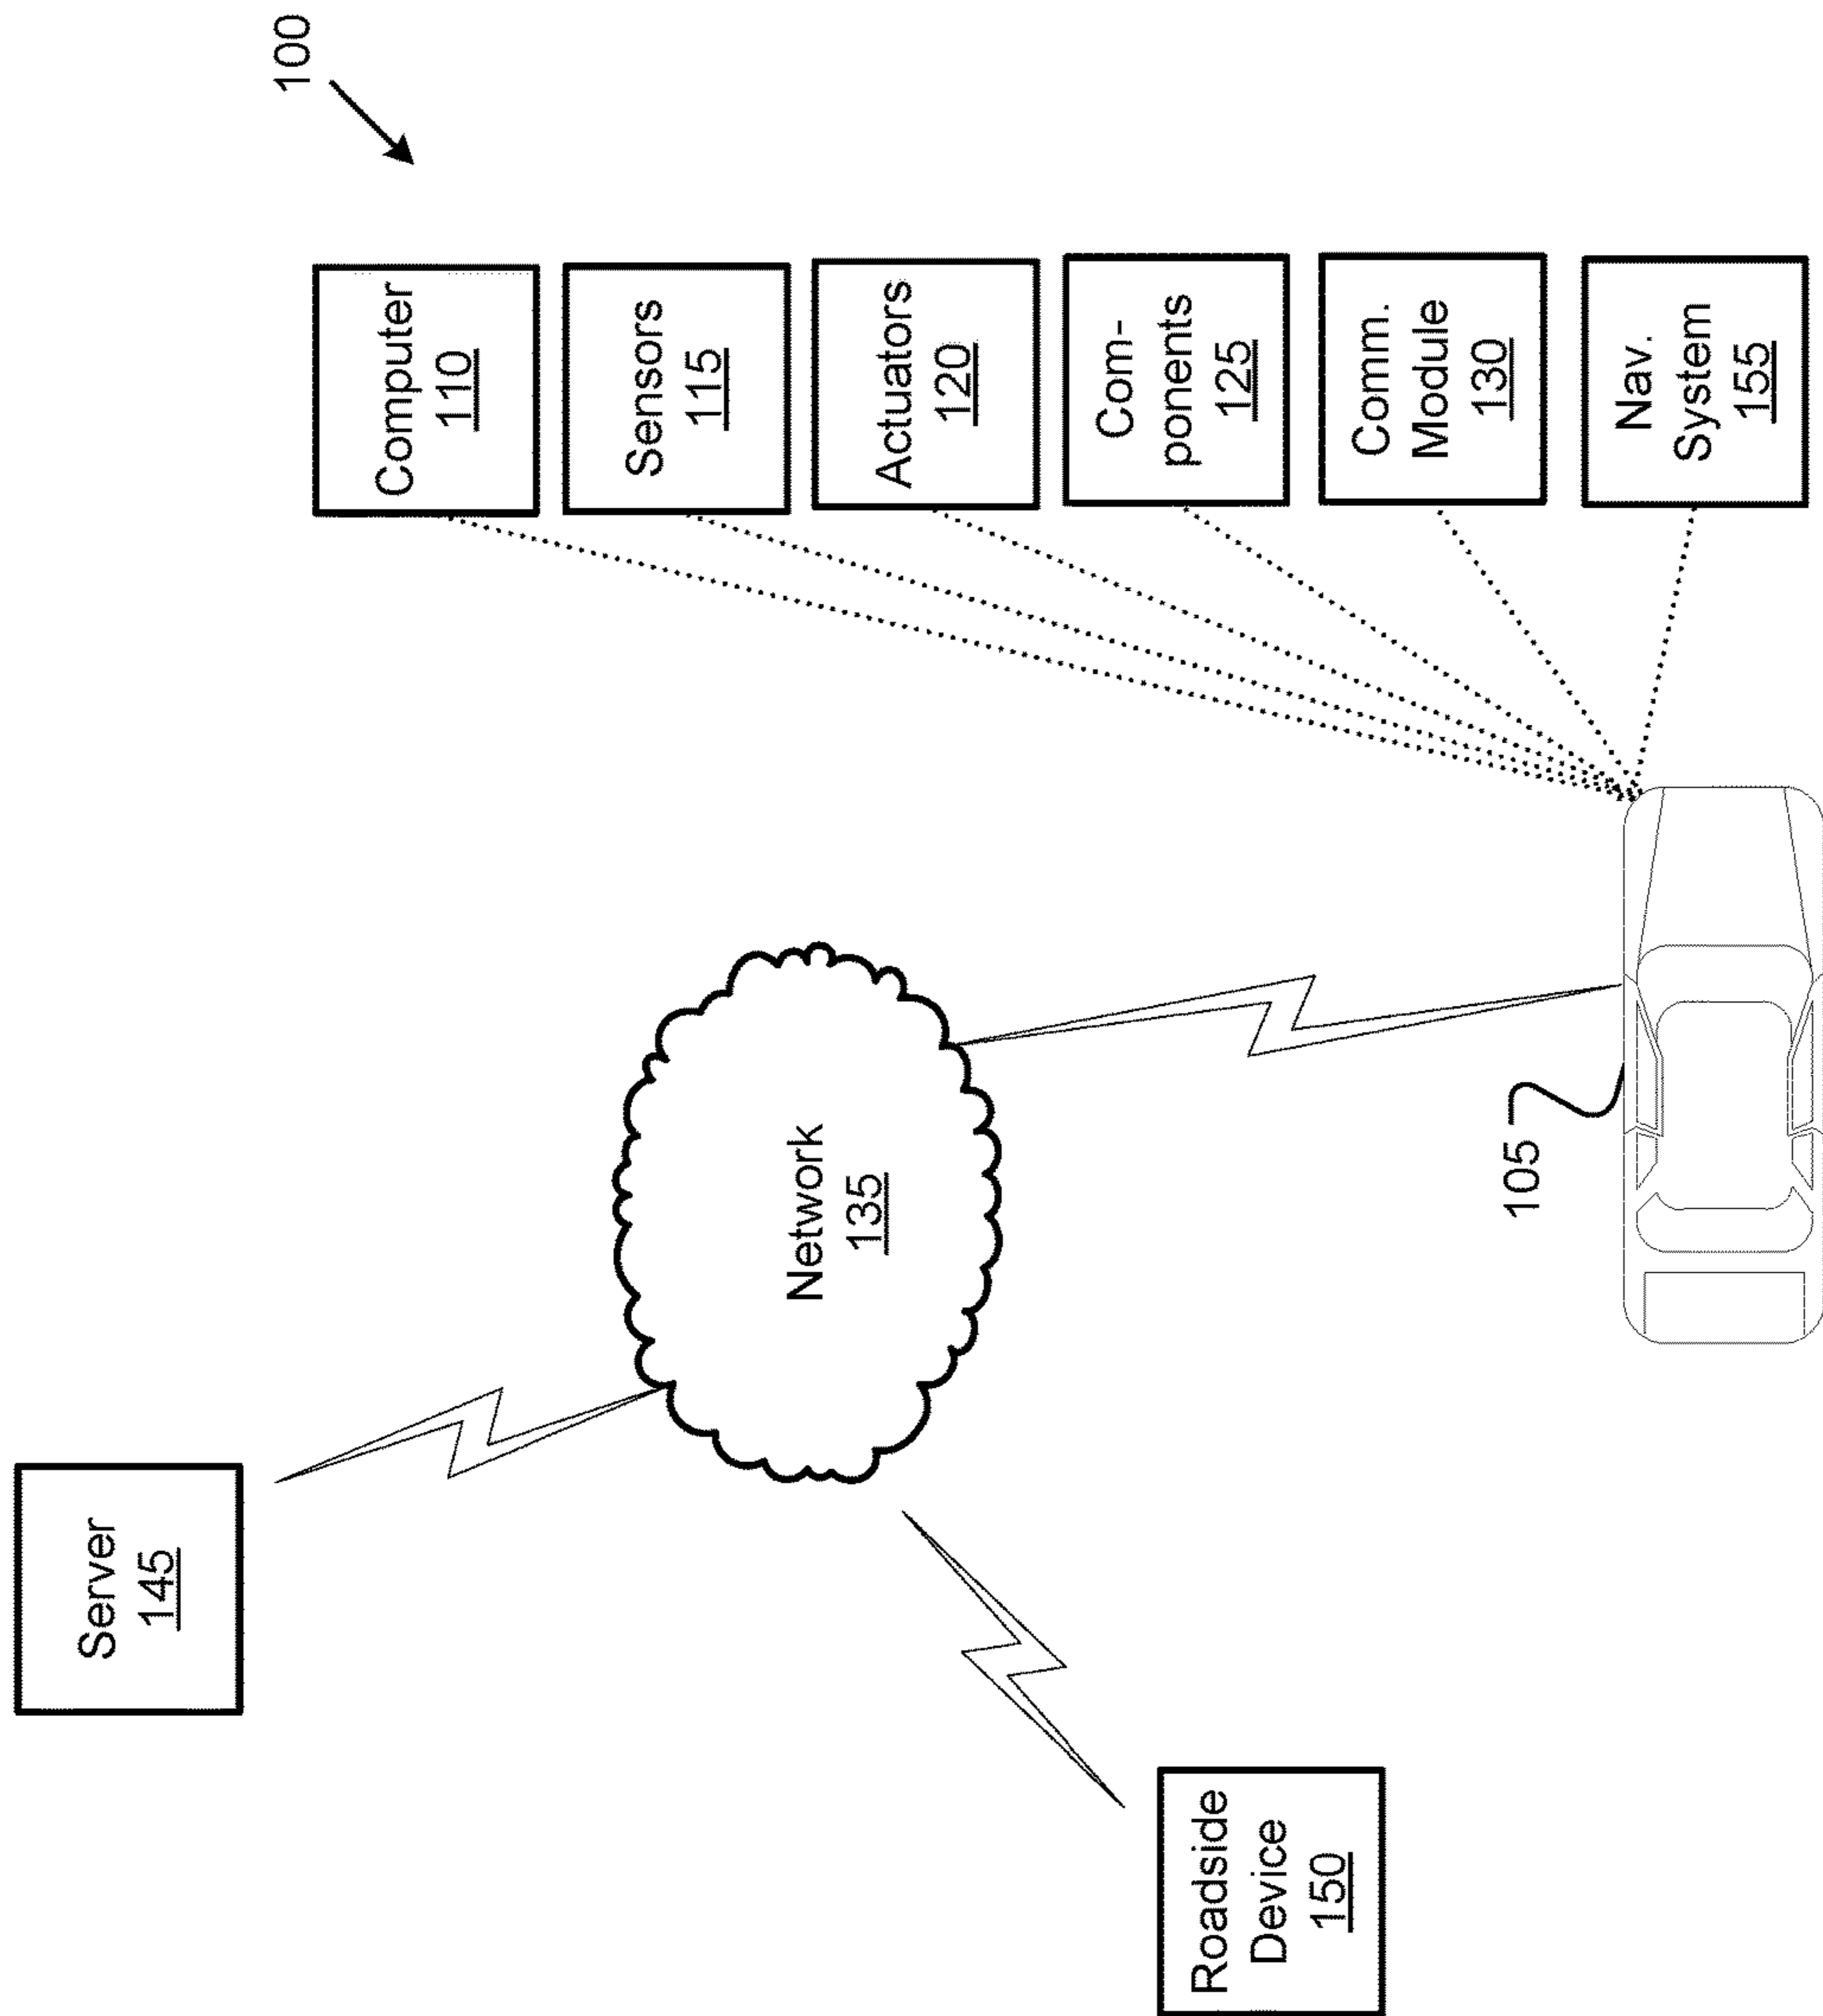 100
Server
145
Network
135
Roadside
Device
150
105
Computer
110
Sensors
115
Actuators
120
Com-
ponents
125
Comm.
Module
130
Nav.
System
155